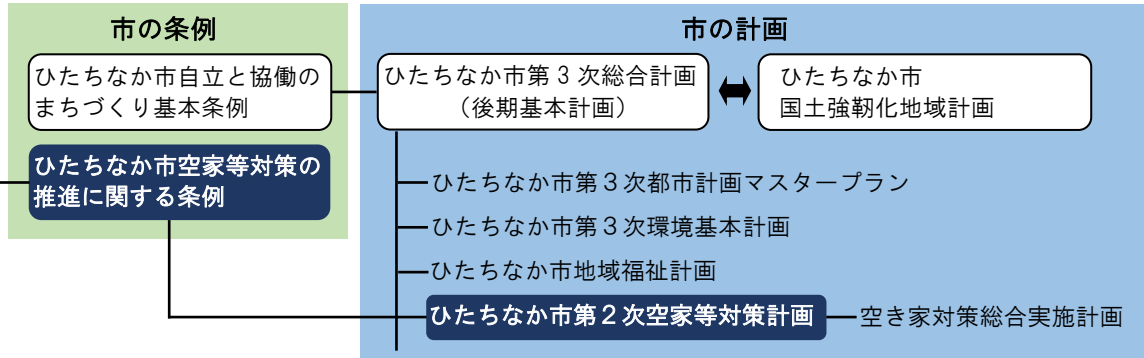 市の条例
ひたちなか市自立と協働の
まちづくり基本条例
ひたちなか市空家等対策の
推進に関する条例
市の計画
ひたちなか市第３次総合計画
（後期基本計画）
ひたちなか市
国土強靭化地域計画
ひたちなか市第３次都市計画マスタープラン
ひたちなか市第３次環境基本計画
ひたちなか市地域福祉計画
ひたちなか市第２次空家等対策計画
空き家対策総合実施計画